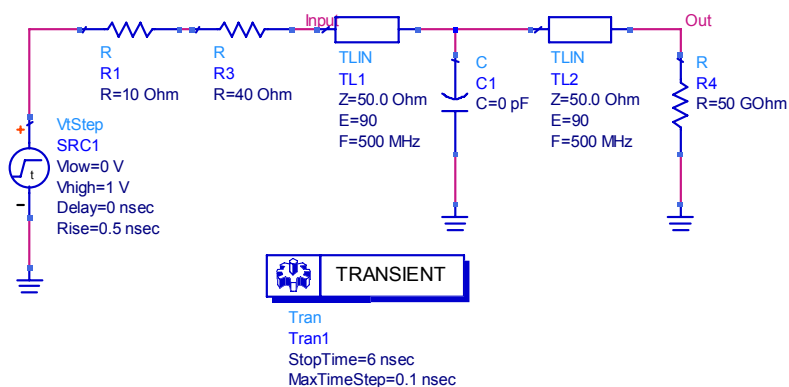 Input
Out
R
R1
R=10 Ohm
R
R3
R=40 Ohm
TLIN
TL1
Z=50.0 Ohm
E=90
F=500 MHz
C
C1
C=0 pF
TLIN
TL2
Z=50.0 Ohm
E=90
F=500 MHz
R
R4
R=50 GOhm
+
VtStep
SRC1
Vlow=0 V
Vhigh=1 V
Delay=0 nsec
Rise=0.5 nsec
t
-
TRANSIENT
Tran
Tran1
StopTime=6 nsec
MaxTimeStep=0.1 nsec